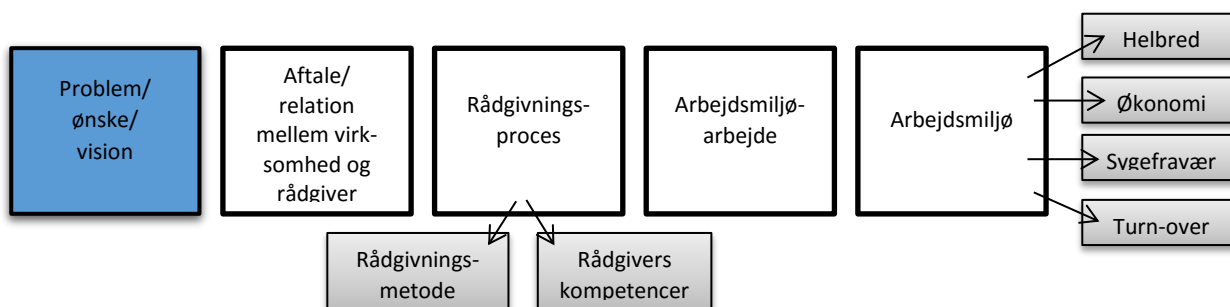 Problem/
ønske/
vision
Aftale/
relation
mellem virk-
somhed og
rådgiver
Rådgivnings-
proces
Arbejdsmiljø-
arbejde
Arbejdsmiljø
Helbred
Økonomi
Sygefravær
Turn-over
Rådgivnings-
metode
Rådgivers
kompetencer